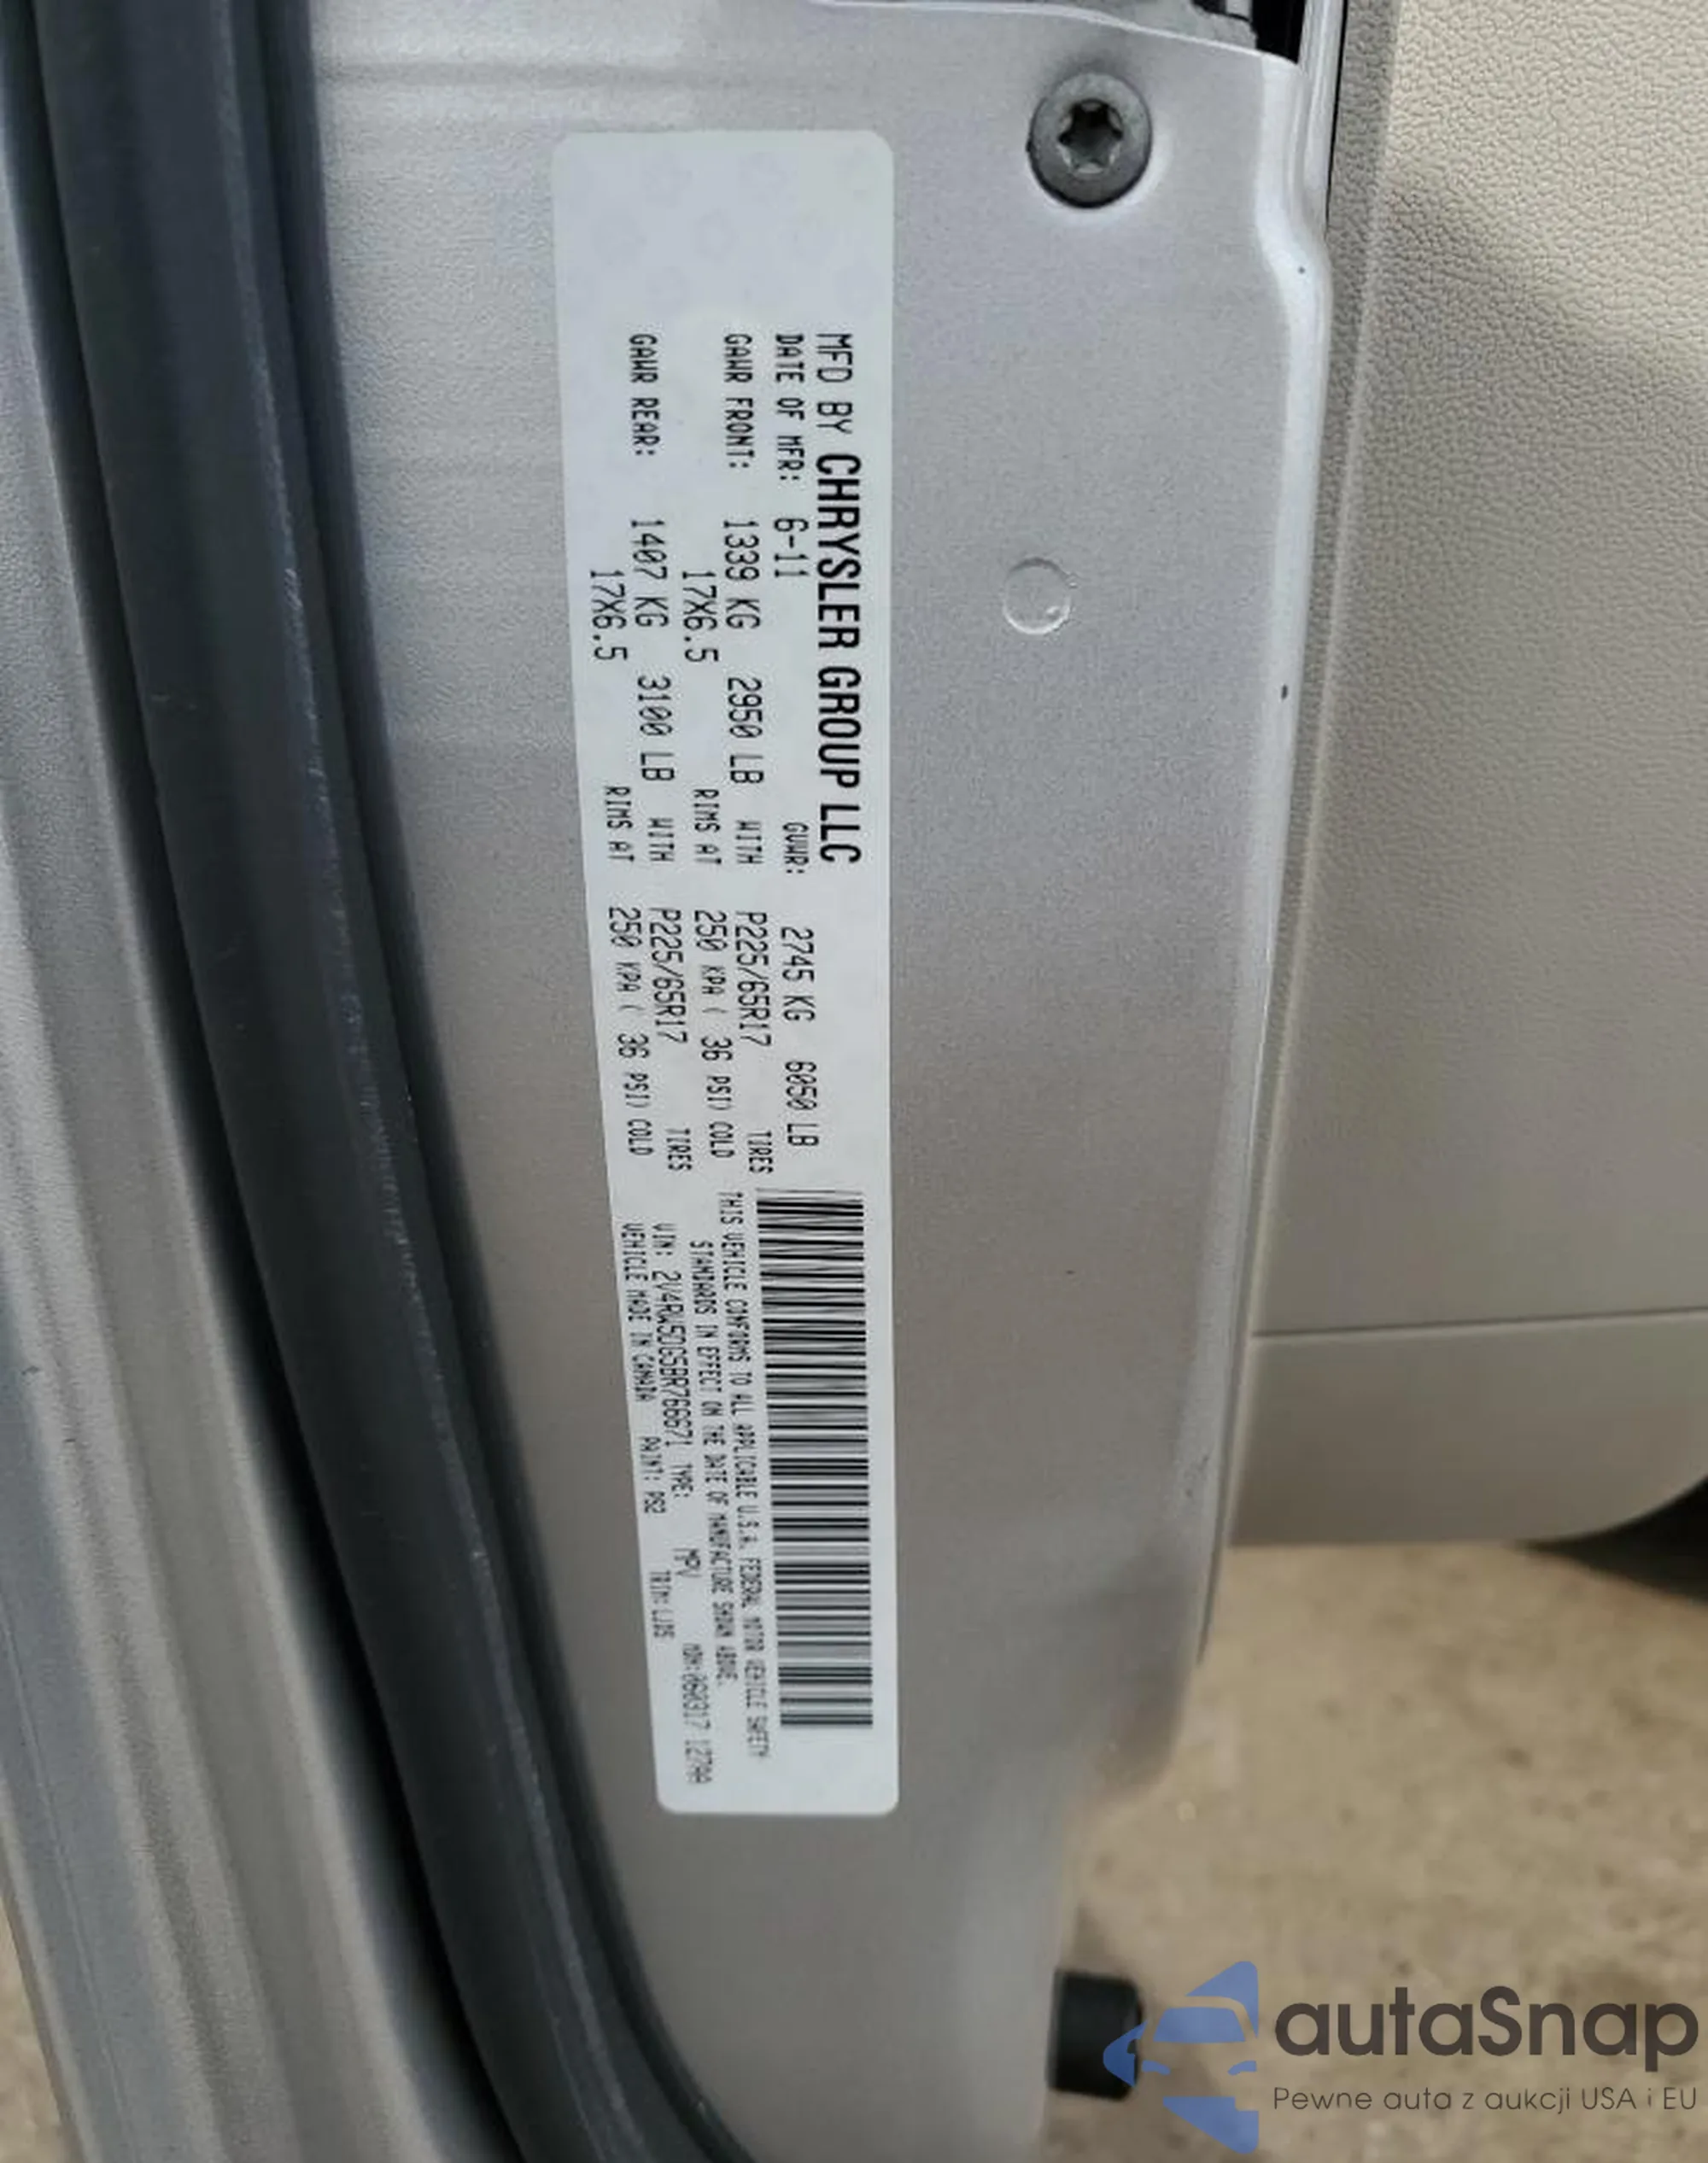 MFD BY CHRYSLER GROUP LLC
DATE OF MFR: 6-11 GVWR: 2745 KG 6050 LB
GAWR FRONT: 1339 KG 2950 LB WITH P225/65R17 TIRES
17X6.5 RIMS AT 250 KPA ( 36 PSI) COLD
GAWR REAR: 1407 KG 3100 LB WITH P225/65R17 TIRES
17X6.5 RIMS AT 250 KPA ( 36 PSI) COLD
THIS VEHICLE CONFORMS TO ALL APPLICABLE U.S.A. FEDERAL MOTOR VEHICLE SAFETY
STANDARDS IN EFFECT ON THE DATE OF MANUFACTURE SHOWN ABOVE.
VIN: 2V4RW5DG5BR766671 TYPE: MPV
VEHICLE MADE IN CANADA PAINT: PS2 TRIM:
autaSnap
Pewne auta z aukcji USA i EU